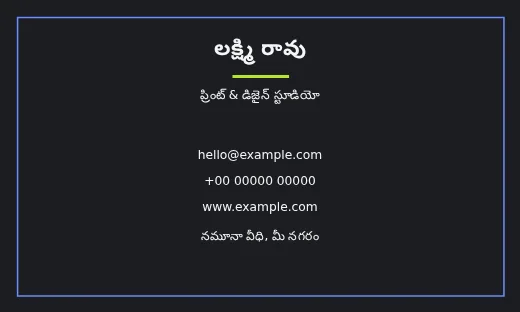 లక్ష్మి రావు
ప్రింట్ & డిజైన్ స్టూడియో
hello@example.com
+00 00000 00000
www.example.com
నమూనా వీధి, మీ నగరం